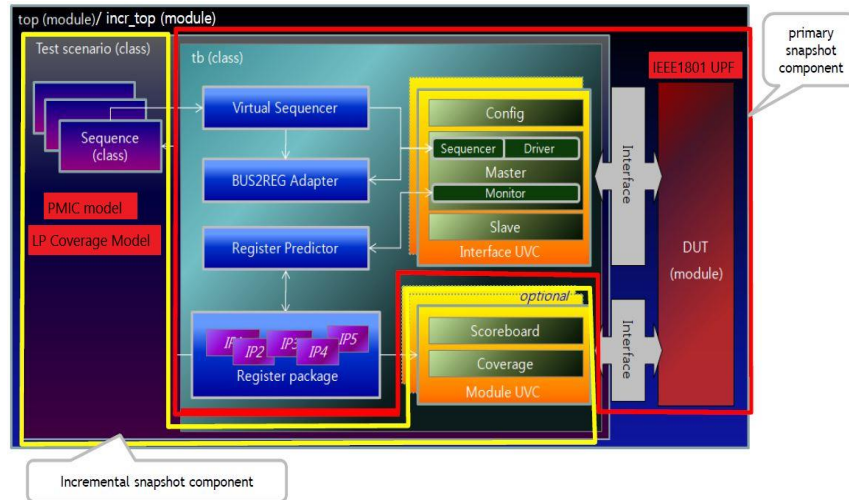 top (module)/ incr_top (module)
Test scenario (class)
tb (class)
primary
snapshot
component
IEEE1801 UPF
Virtual Sequencer
Config
Sequence
(class)
Sequencer
Driver
BUS2REG Adapter
Master
Interface
PMIC model
Monitor
LP Coverage Model
Register Predictor
Slave
Interface UVC
DUT
(module)
optional
IP2
IP3
IP4
IP5
Register package
Scoreboard
Coverage
Module UVC
Interface
Incremental snapshot component